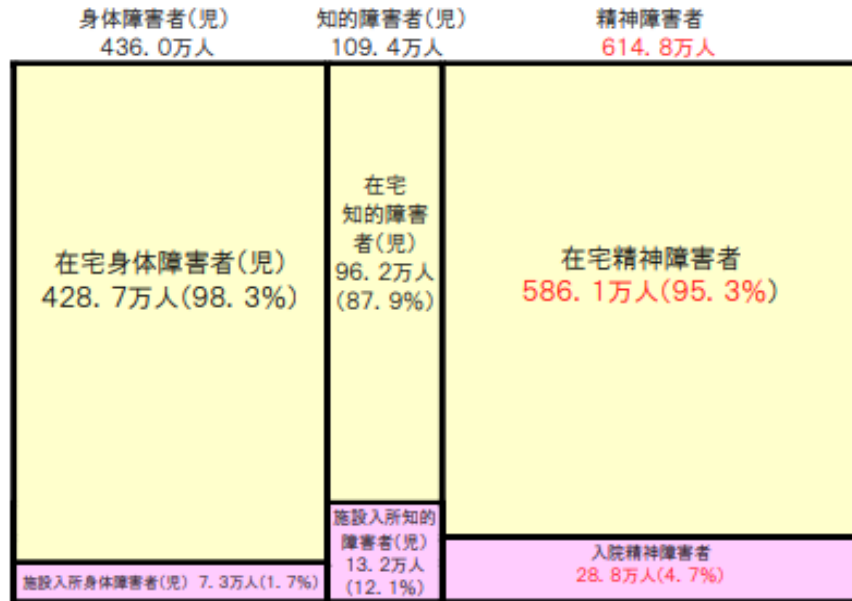 身体障害者(児)
436. 0万人
知的障害者(児)
109. 4万人
精神障害者
614. 8万人
在宅身体障害者(児)
428. 7万人(98. 3%)
在宅
知的障害
者(児)
96. 2万人
(87. 9%)
在宅精神障害者
586. 1万人(95. 3%)
施設入所身体障害者(児) 7. 3万人(1. 7%)
施設入所知的
障害者(児)
13. 2万人
(12. 1%)
入院精神障害者
28. 8万人(4. 7%)